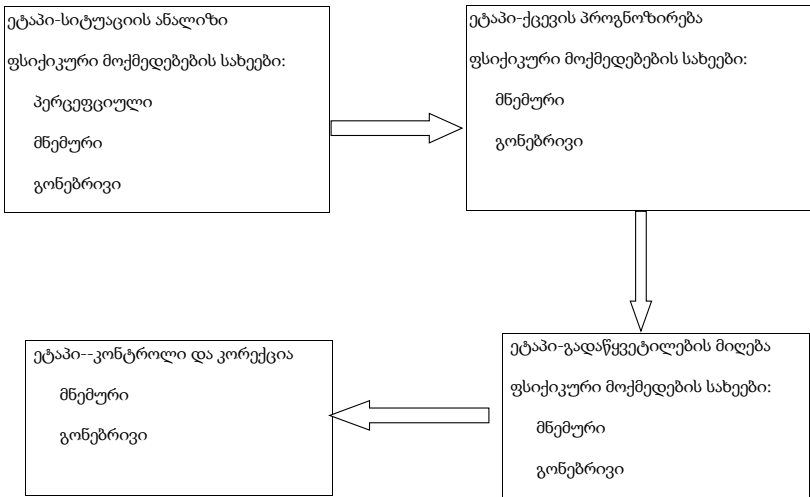 ეტაპი-სიტუაციის ანალიზი
ფსიქიკური მოქმედებების სახეები:
პერცეფციული
მნემური
გონებრივი
ეტაპი-ქცევის პროგნოზირება
ფსიქიკური მოქმედებების სახეები:
მნემური
გონებრივი
ეტაპი-გადაწყვეტილების მიღება
ფსიქიკური მოქმედების სახეები:
მნემური
გონებრივი
ეტაპი--კონტროლი და კორექცია
მნემური
გონებრივი